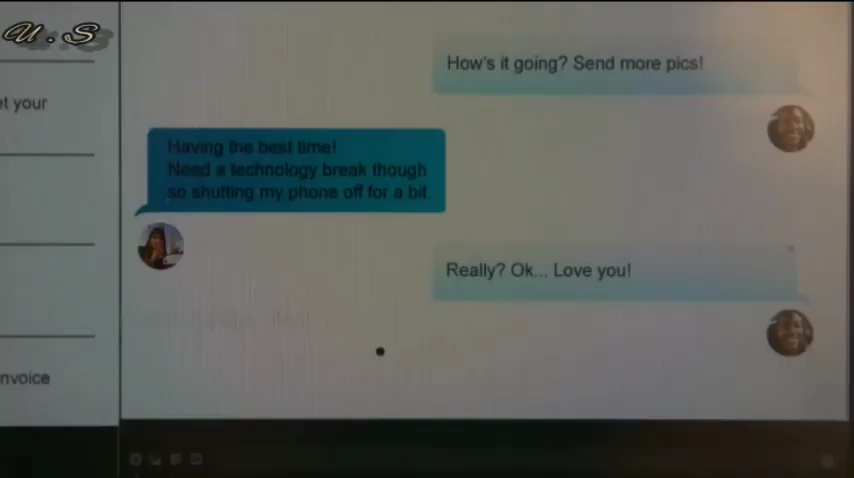 U.S
et your
nvoice
How's it going? Send more pics!
Having the best time!
Need a technology break though
so shutting my phone off for a bit.
Really? Ok... Love you!